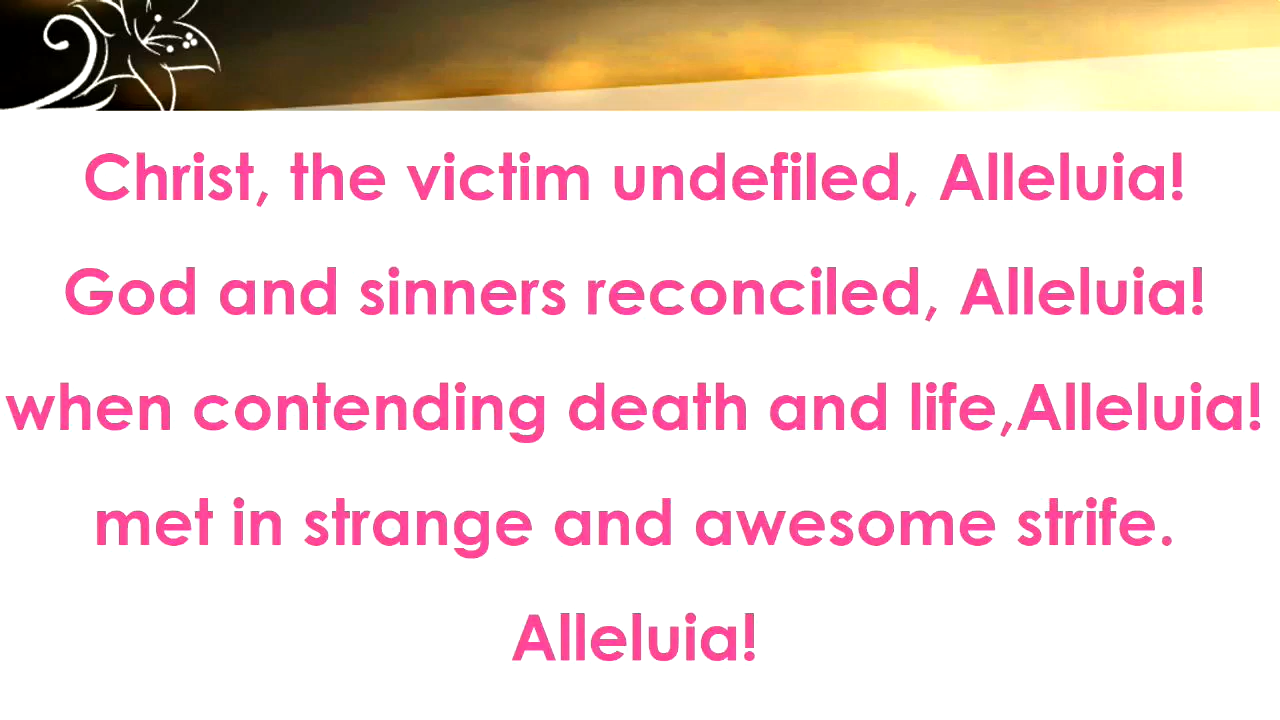 Christ, the victim undefiled, Alleluia!
God and sinners reconciled, Alleluia!
when contending death and life,Alleluia!
met in strange and awesome strife.
Alleluia!